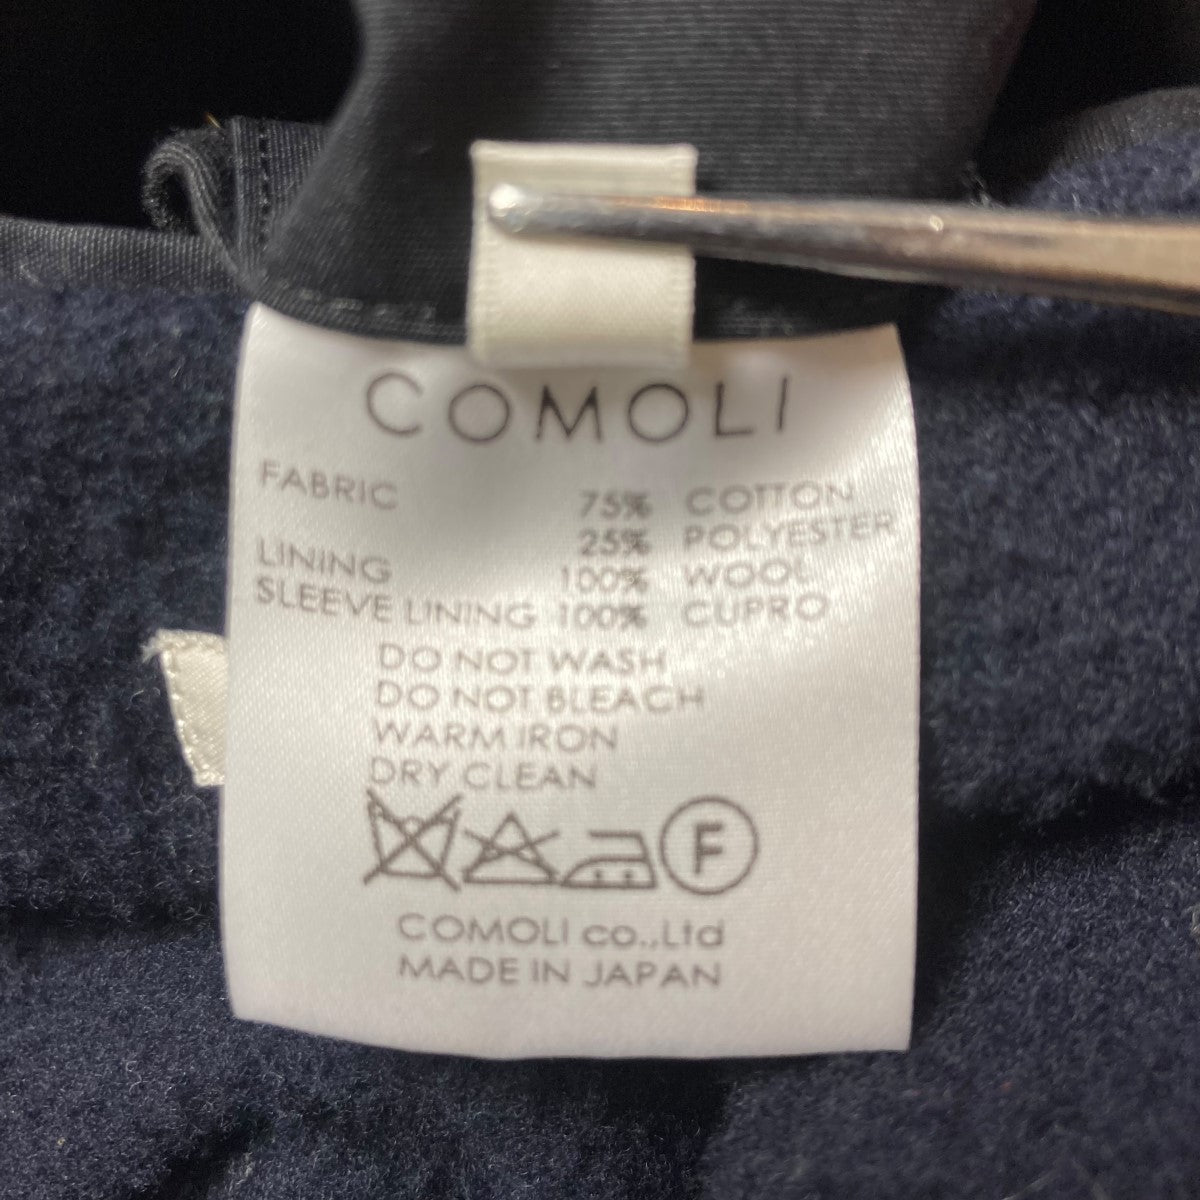 COMOLI
FABRIC 75% COTTON
25% POLYESTER
LINING 100% WOOL
SLEEVE LINING 100% CUPRO
DO NOT WASH
DO NOT BLEACH
WARM IRON
DRY CLEAN
F
COMOLI co.,Ltd
MADE IN JAPAN